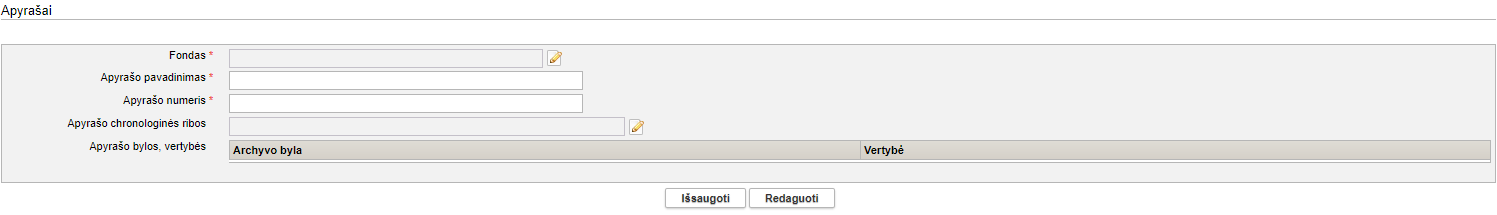 Apyrašai
Fondas *
Apyrašo pavadinimas *
Apyrašo numeris *
Apyrašo chronologinės ribos
Apyrašo bylos, vertybės
Archyvo byla Vertybė
Išsaugoti Redaguoti